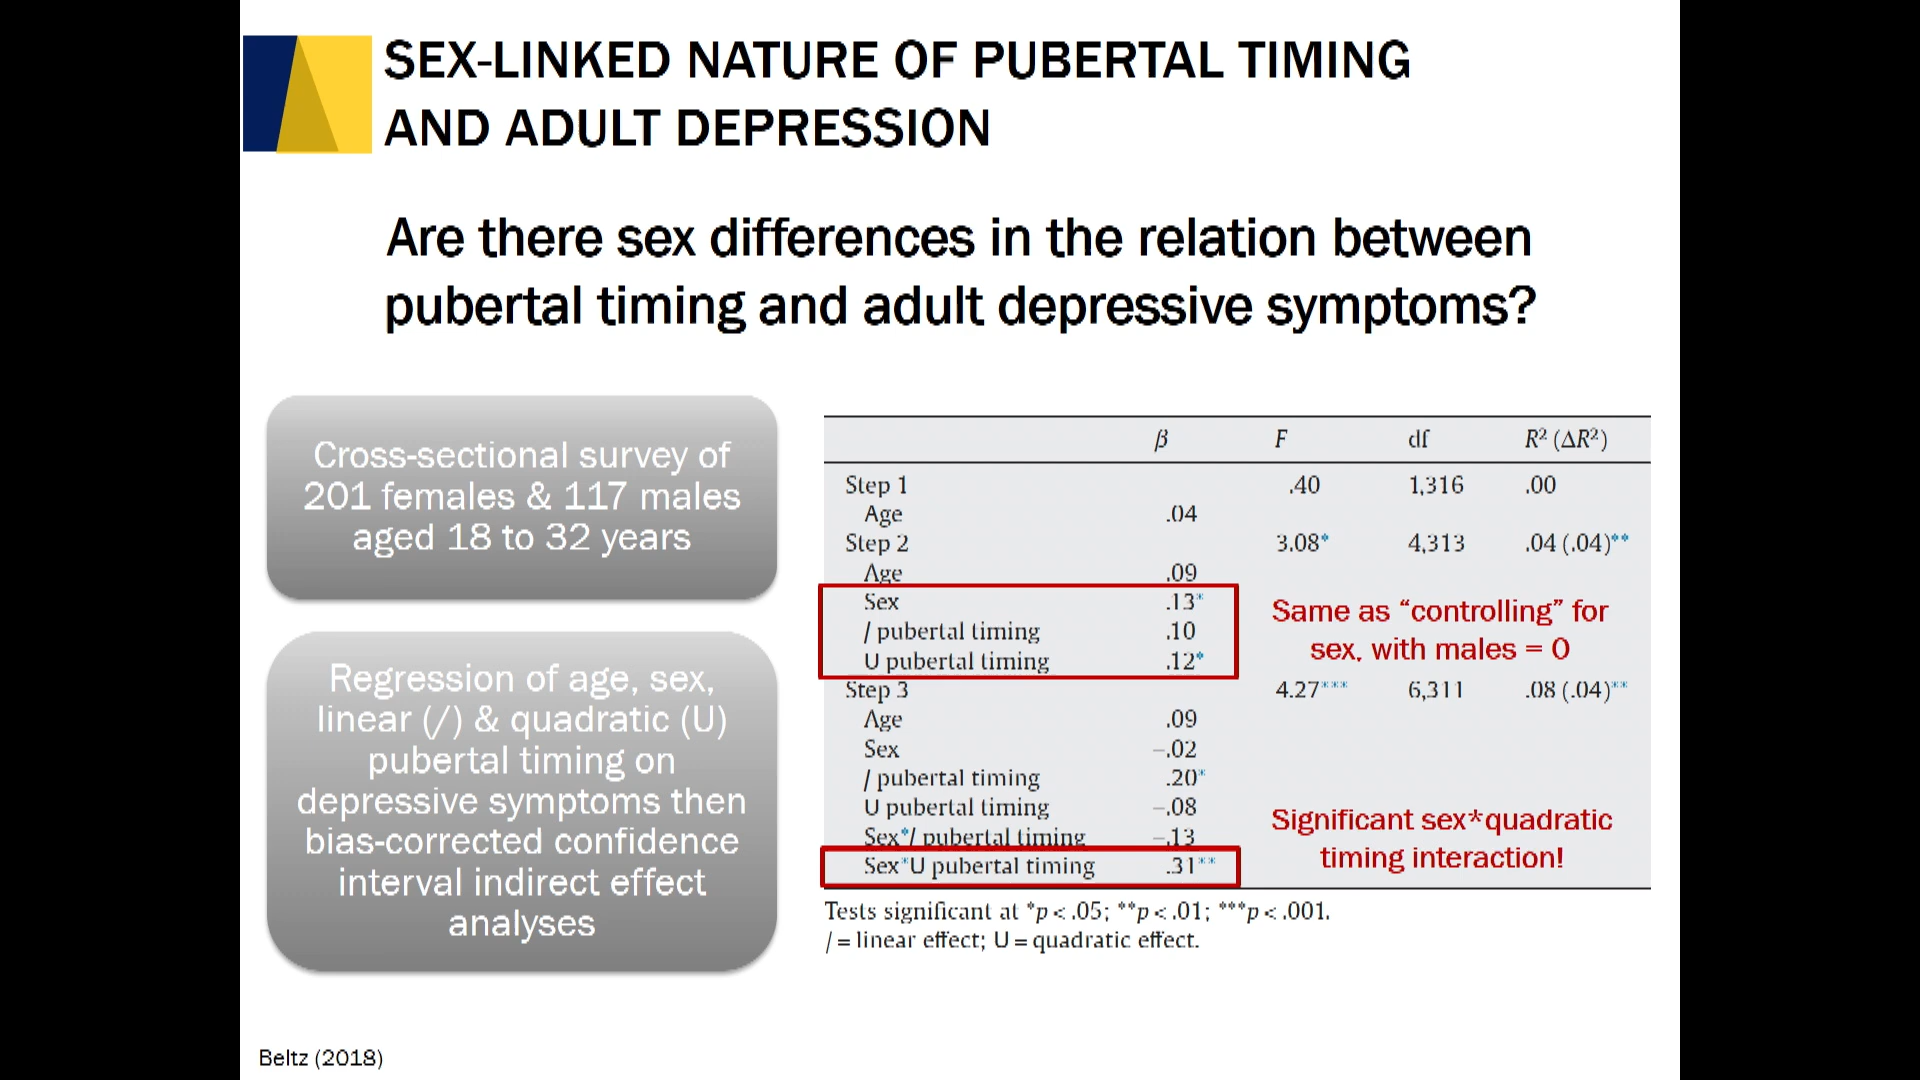 SEX-LINKED NATURE OF PUBERTAL TIMING
AND ADULT DEPRESSION
Are there sex differences in the relation between
pubertal timing and adult depressive symptoms?
Cross-sectional survey of
201 females & 117 males
aged 18 to 32 years
Regression of age, sex,
linear (/) & quadratic (U)
pubertal timing on
depressive symptoms then
bias-corrected confidence
interval indirect effect
analyses
β F df R² (ΔR²)
Step 1 .40 1,316 .00
Age .04
Step 2 3.08* 4,313 .04 (.04)**
Age .09
Sex .13*
/ pubertal timing .10
U pubertal timing .12*
Same as “controlling” for
sex, with males = 0
Step 3 4.27*** 6,311 .08 (.04)**
Age .09
Sex –.02
/ pubertal timing .20*
U pubertal timing –.08
Sex*/ pubertal timing –.13
Sex*U pubertal timing .31**
Significant sex*quadratic
timing interaction!
Tests significant at *p < .05; **p < .01; ***p < .001.
/ = linear effect; U = quadratic effect.
Beltz (2018)